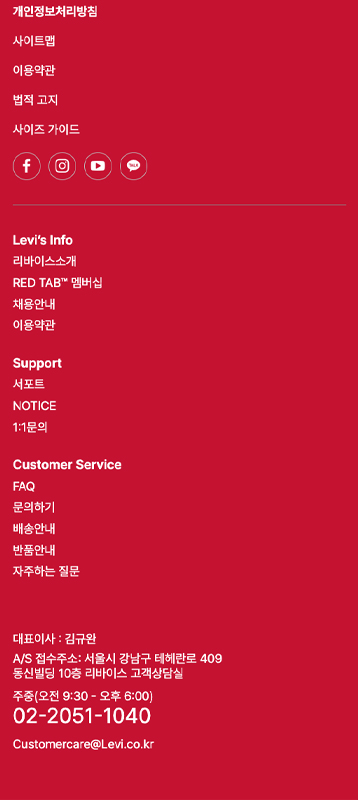 개인정보처리방침
사이트맵
이용약관
법적 고지
사이즈 가이드
TALK
Levi's Info
리바이스소개
RED TAB™ 멤버십
채용안내
이용약관
Support
서포트
NOTICE
1:1문의
Customer Service
FAQ
문의하기
배송안내
반품안내
자주하는 질문
대표이사 : 김규완
A/S 접수주소: 서울시 강남구 테헤란로 409
동신빌딩 10층 리바이스 고객상담실
주중(오전 9:30 - 오후 6:00)
02-2051-1040
Customercare@Levi.co.kr